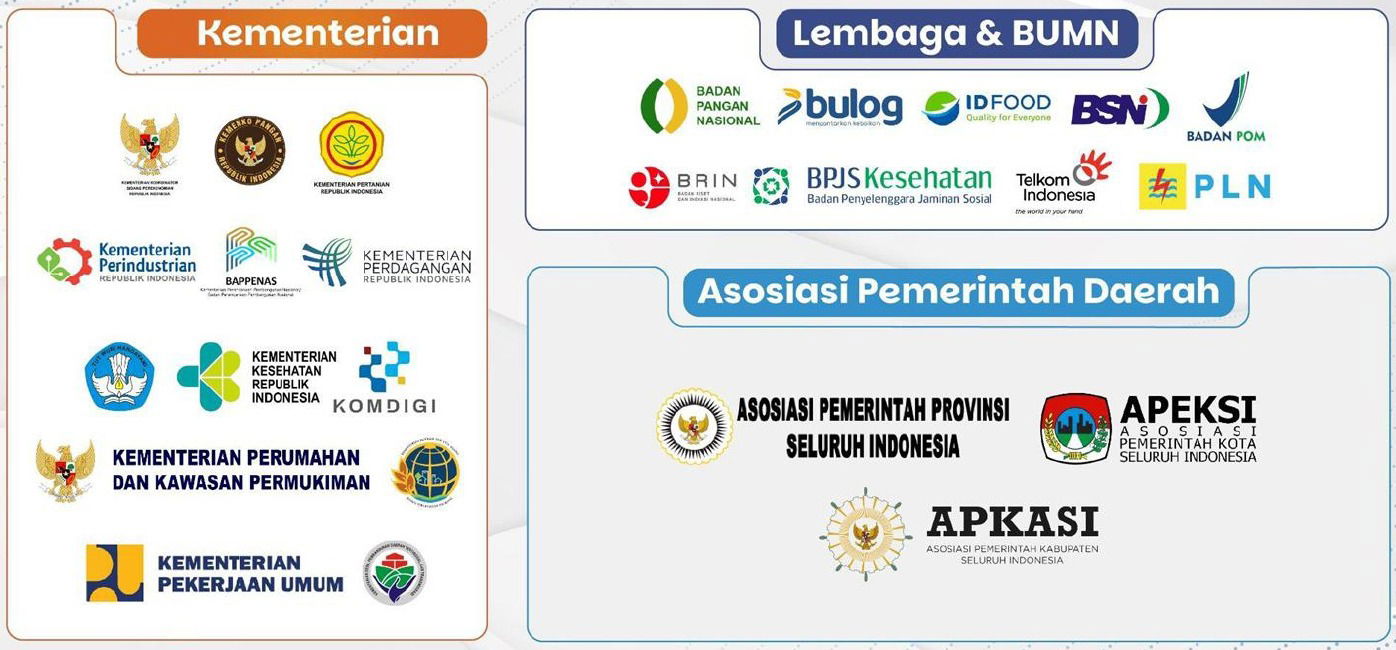 Kementerian
KEMENTERIAN KOORDINATOR
BIDANG PEREKONOMIAN
REPUBLIK INDONESIA
KEMENKO PANGAN
REPUBLIK INDONESIA
KEMENTERIAN PERTANIAN
REPUBLIK INDONESIA
Kementerian
Perindustrian
REPUBLIK INDONESIA
BAPPENAS
Kementerian Perencanaan Pembangunan Nasional/
Badan Perencanaan Pembangunan Nasional
KEMENTERIAN
PERDAGANGAN
REPUBLIK INDONESIA
TUT WURI HANDAYANI
KEMENTERIAN
KESEHATAN
REPUBLIK
INDONESIA
KOMDIGI
KEMENTERIAN PERUMAHAN
DAN KAWASAN PERMUKIMAN
KEMENTERIAN
PEKERJAAN UMUM
Lembaga & BUMN
BADAN
PANGAN
NASIONAL
bulog
mengantarkan kebaikan
IDFOOD
Quality for Everyone
BSN
BADAN POM
BRIN
BADAN RISET
DAN INOVASI NASIONAL
BPJS Kesehatan
Badan Penyelenggara Jaminan Sosial
Telkom
Indonesia
the world in your hand
PLN
Asosiasi Pemerintah Daerah
ASOSIASI PEMERINTAH PROVINSI
SELURUH INDONESIA
APEKSI
ASOSIASI
PEMERINTAH KOTA
SELURUH INDONESIA
APKASI
ASOSIASI PEMERINTAH KABUPATEN
SELURUH INDONESIA